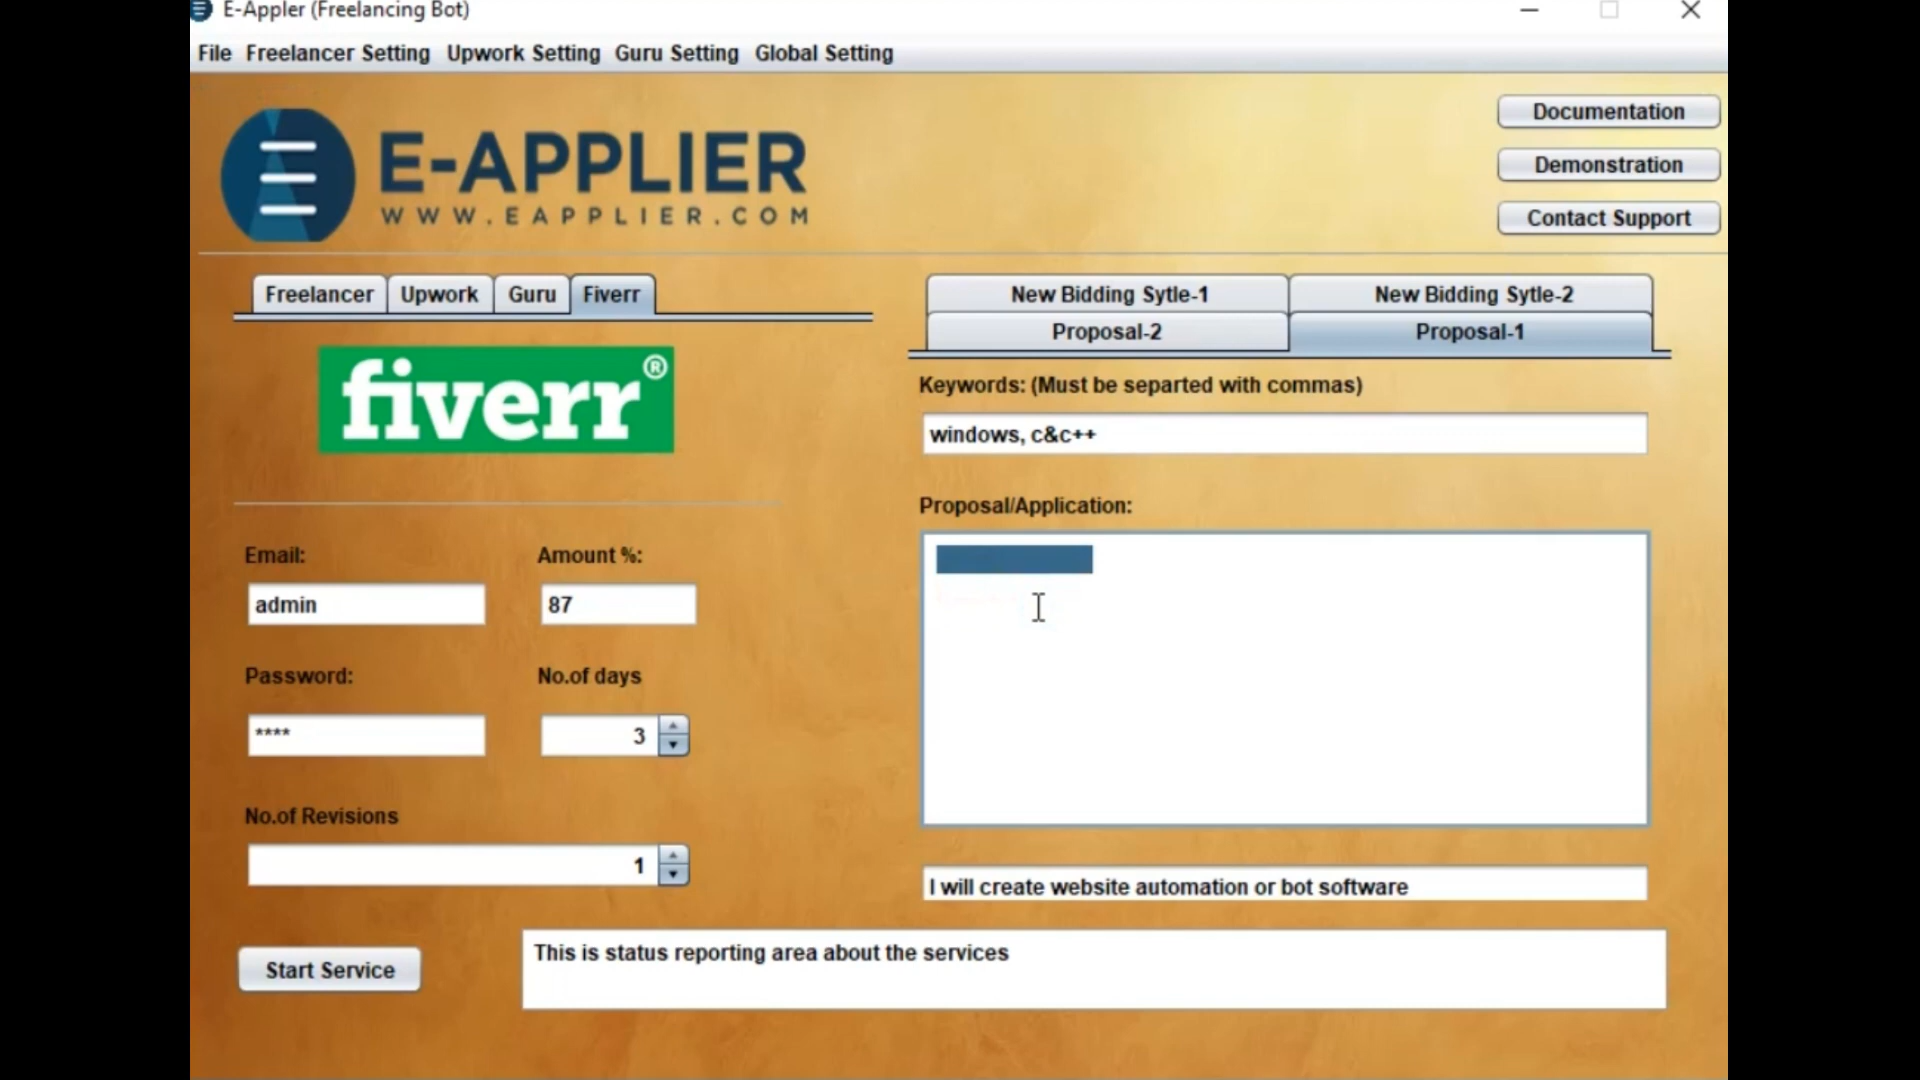 E-Appler (Freelancing Bot)
File Freelancer Setting Upwork Setting Guru Setting Global Setting
E-APPLIER
WWW.EAPPLIER.COM
Documentation
Demonstration
Contact Support
Freelancer Upwork Guru Fiverr
New Bidding Sytle-1 New Bidding Sytle-2
Proposal-2 Proposal-1
fiverr®
Keywords: (Must be separted with commas)
windows, c&c++
Proposal/Application:
Email: Amount %:
admin 87
Password: No.of days
**** 3
No.of Revisions
1
I will create website automation or bot software
Start Service
This is status reporting area about the services